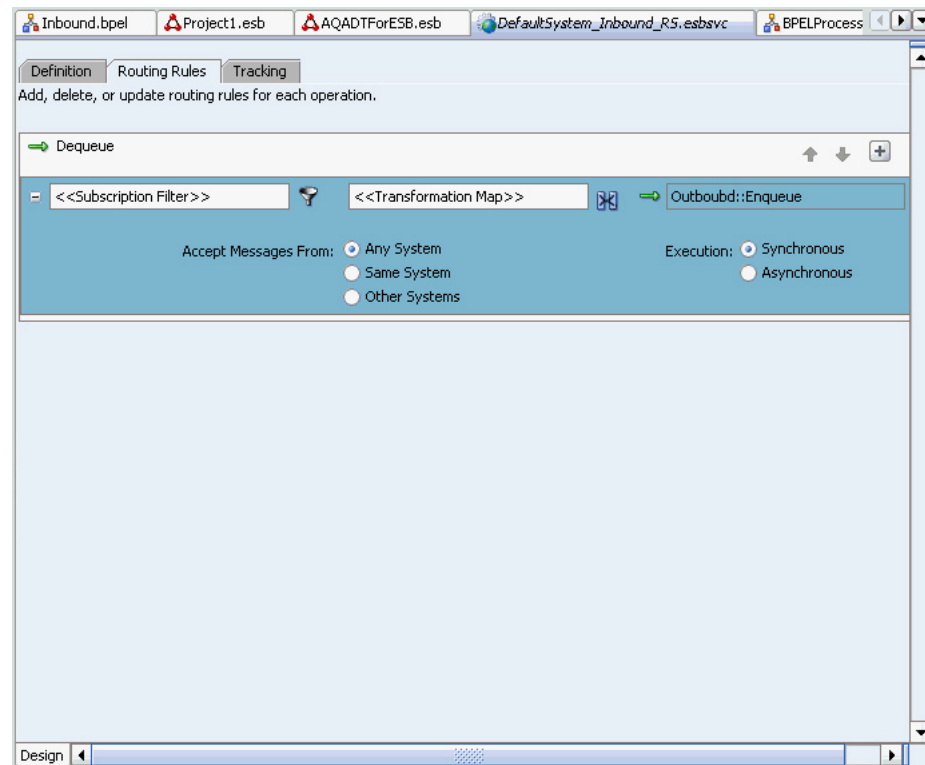 Inbound.bpel Project1.esb AQADTForESB.esb DefaultSystem_Inbound_RS.esbsvc BPELProcess
Definition Routing Rules Tracking
Add, delete, or update routing rules for each operation.
Dequeue
<<Subscription Filter>> <<Transformation Map>> Outboubd::Enqueue
Accept Messages From: Any System Execution: Synchronous
Same System Asynchronous
Other Systems
Design